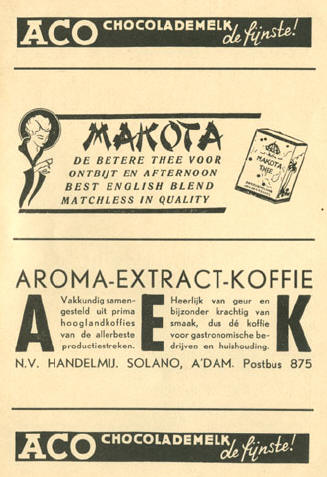 ACO CHOCOLADEMELK de fijnste!
MAKOTA
DE BETERE THEE VOOR
ONTBIJT EN AFTERNOON
BEST ENGLISH BLEND
MATCHLESS IN QUALITY
MAKOTA
THEE
AROMA-EXTRACT-KOFFIE
A
Vakkundig samen-
gesteld uit prima
hooglandkoffies
van de allerbeste
productiestreken.
E
Heerlijk van geur en
bijzonder krachtig van
smaak, dus dé koffie
voor gastronomische be-
drijven en huishouding.
K
N.V. HANDELMIJ. SOLANO, A'DAM. Postbus 875
ACO CHOCOLADEMELK de fijnste!